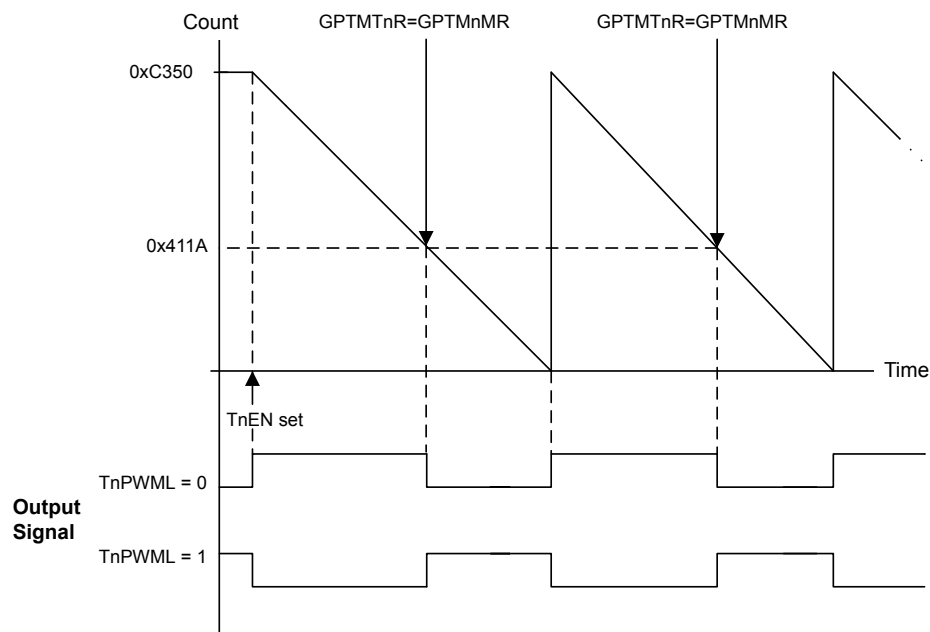 Count
GPTMTnR=GPTMnMR
GPTMTnR=GPTMnMR
0xC350
0x411A
Time
TnEN set
TnPWML = 0
Output
Signal
TnPWML = 1